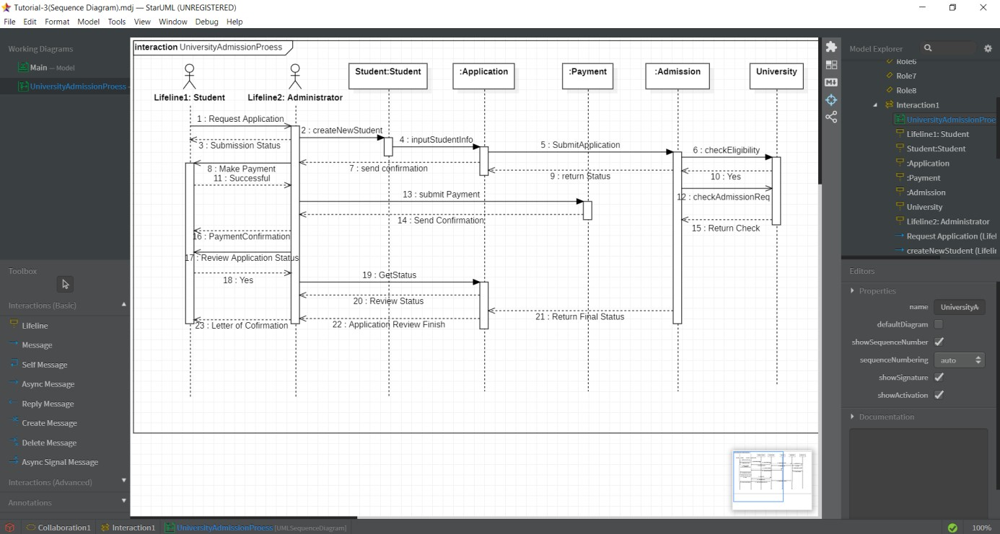 Tutorial-3(Sequence Diagram).mdj — StarUML (UNREGISTERED)
File Edit Format Model Tools View Window Debug Help
Working Diagrams
Main — Model
UniversityAdmissionProess -
Toolbox
Interactions (Basic)
Lifeline
Message
Self Message
Async Message
Reply Message
Create Message
Delete Message
Async Signal Message
Interactions (Advanced)
Annotations
interaction UniversityAdmissionProess
Lifeline1: Student
Lifeline2: Administrator
Student:Student
:Application
:Payment
:Admission
University
1 : Request Application
2 : createNewStudent
3 : Submission Status
4 : inputStudentInfo
5 : SubmitApplication
6 : checkEligibility
7 : send confirmation
8 : Make Payment
9 : return Status
10 : Yes
11 : Successful
12 : checkAdmissionReq
13 : submit Payment
14 : Send Confirmation
15 : Return Check
16 : PaymentConfirmation
17 : Review Application Status
18 : Yes
19 : GetStatus
20 : Review Status
21 : Return Final Status
22 : Application Review Finish
23 : Letter of Cofirmation
Model Explorer
Role6
Role7
Role8
Interaction1
UniversityAdmissionProe
Lifeline1: Student
Student:Student
:Application
:Payment
:Admission
University
Lifeline2: Administrator
Request Application (Lifel
createNewStudent (Lifelin
Editors
Properties
name UniversityA
defaultDiagram
showSequenceNumber
sequenceNumbering auto
showSignature
showActivation
Documentation
Collaboration1 Interaction1 UniversityAdmissionProess [UMLSequenceDiagram] 100%